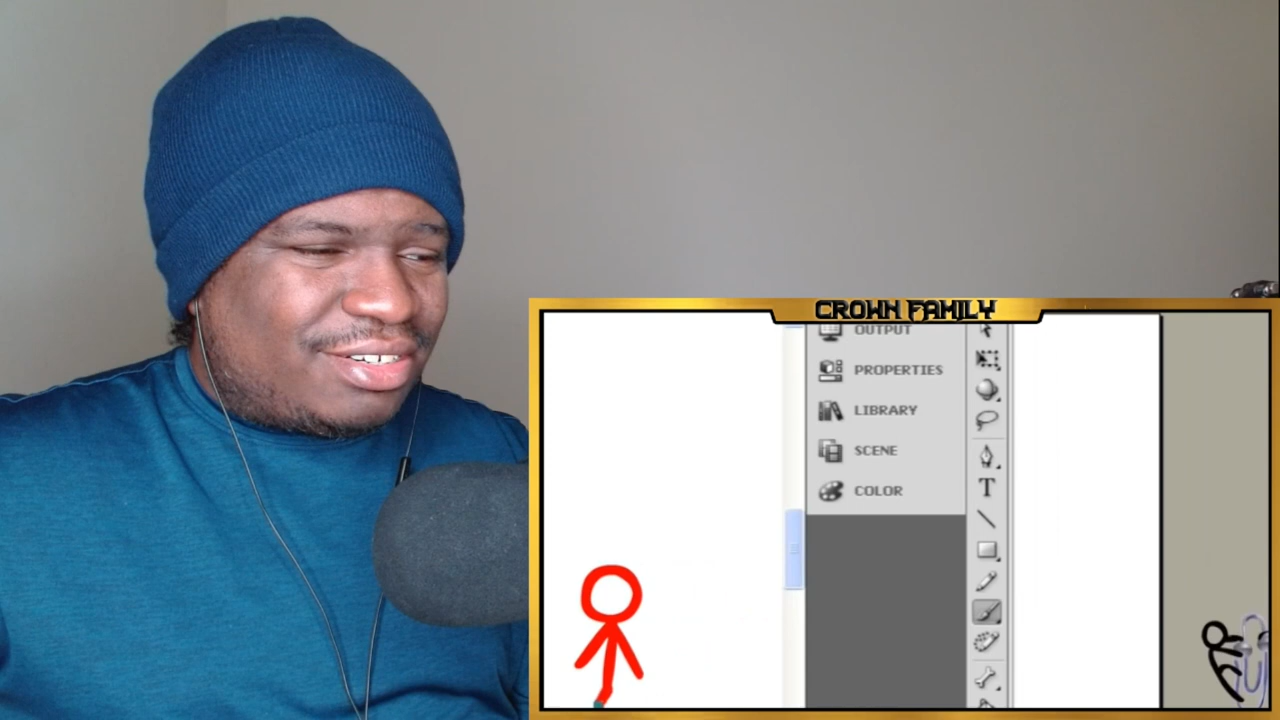 CROWN FAMILY
OUTPUT
PROPERTIES
LIBRARY
SCENE
COLOR
T